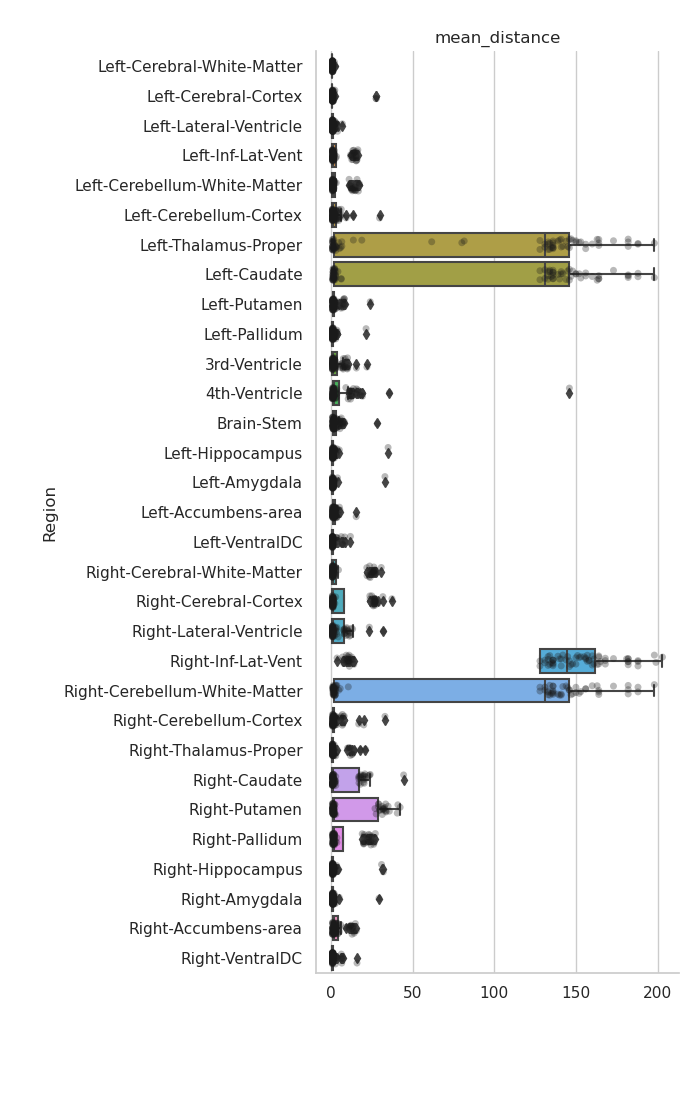 mean_distance
Left-Cerebral-White-Matter
Left-Cerebral-Cortex
Left-Lateral-Ventricle
Left-Inf-Lat-Vent
Left-Cerebellum-White-Matter
Left-Cerebellum-Cortex
Left-Thalamus-Proper
Left-Caudate
Left-Putamen
Left-Pallidum
3rd-Ventricle
4th-Ventricle
Brain-Stem
Left-Hippocampus
Left-Amygdala
Left-Accumbens-area
Left-VentralDC
Right-Cerebral-White-Matter
Right-Cerebral-Cortex
Right-Lateral-Ventricle
Right-Inf-Lat-Vent
Right-Cerebellum-White-Matter
Right-Cerebellum-Cortex
Right-Thalamus-Proper
Right-Caudate
Right-Putamen
Right-Pallidum
Right-Hippocampus
Right-Amygdala
Right-Accumbens-area
Right-VentralDC
Region
0 50 100 150 200